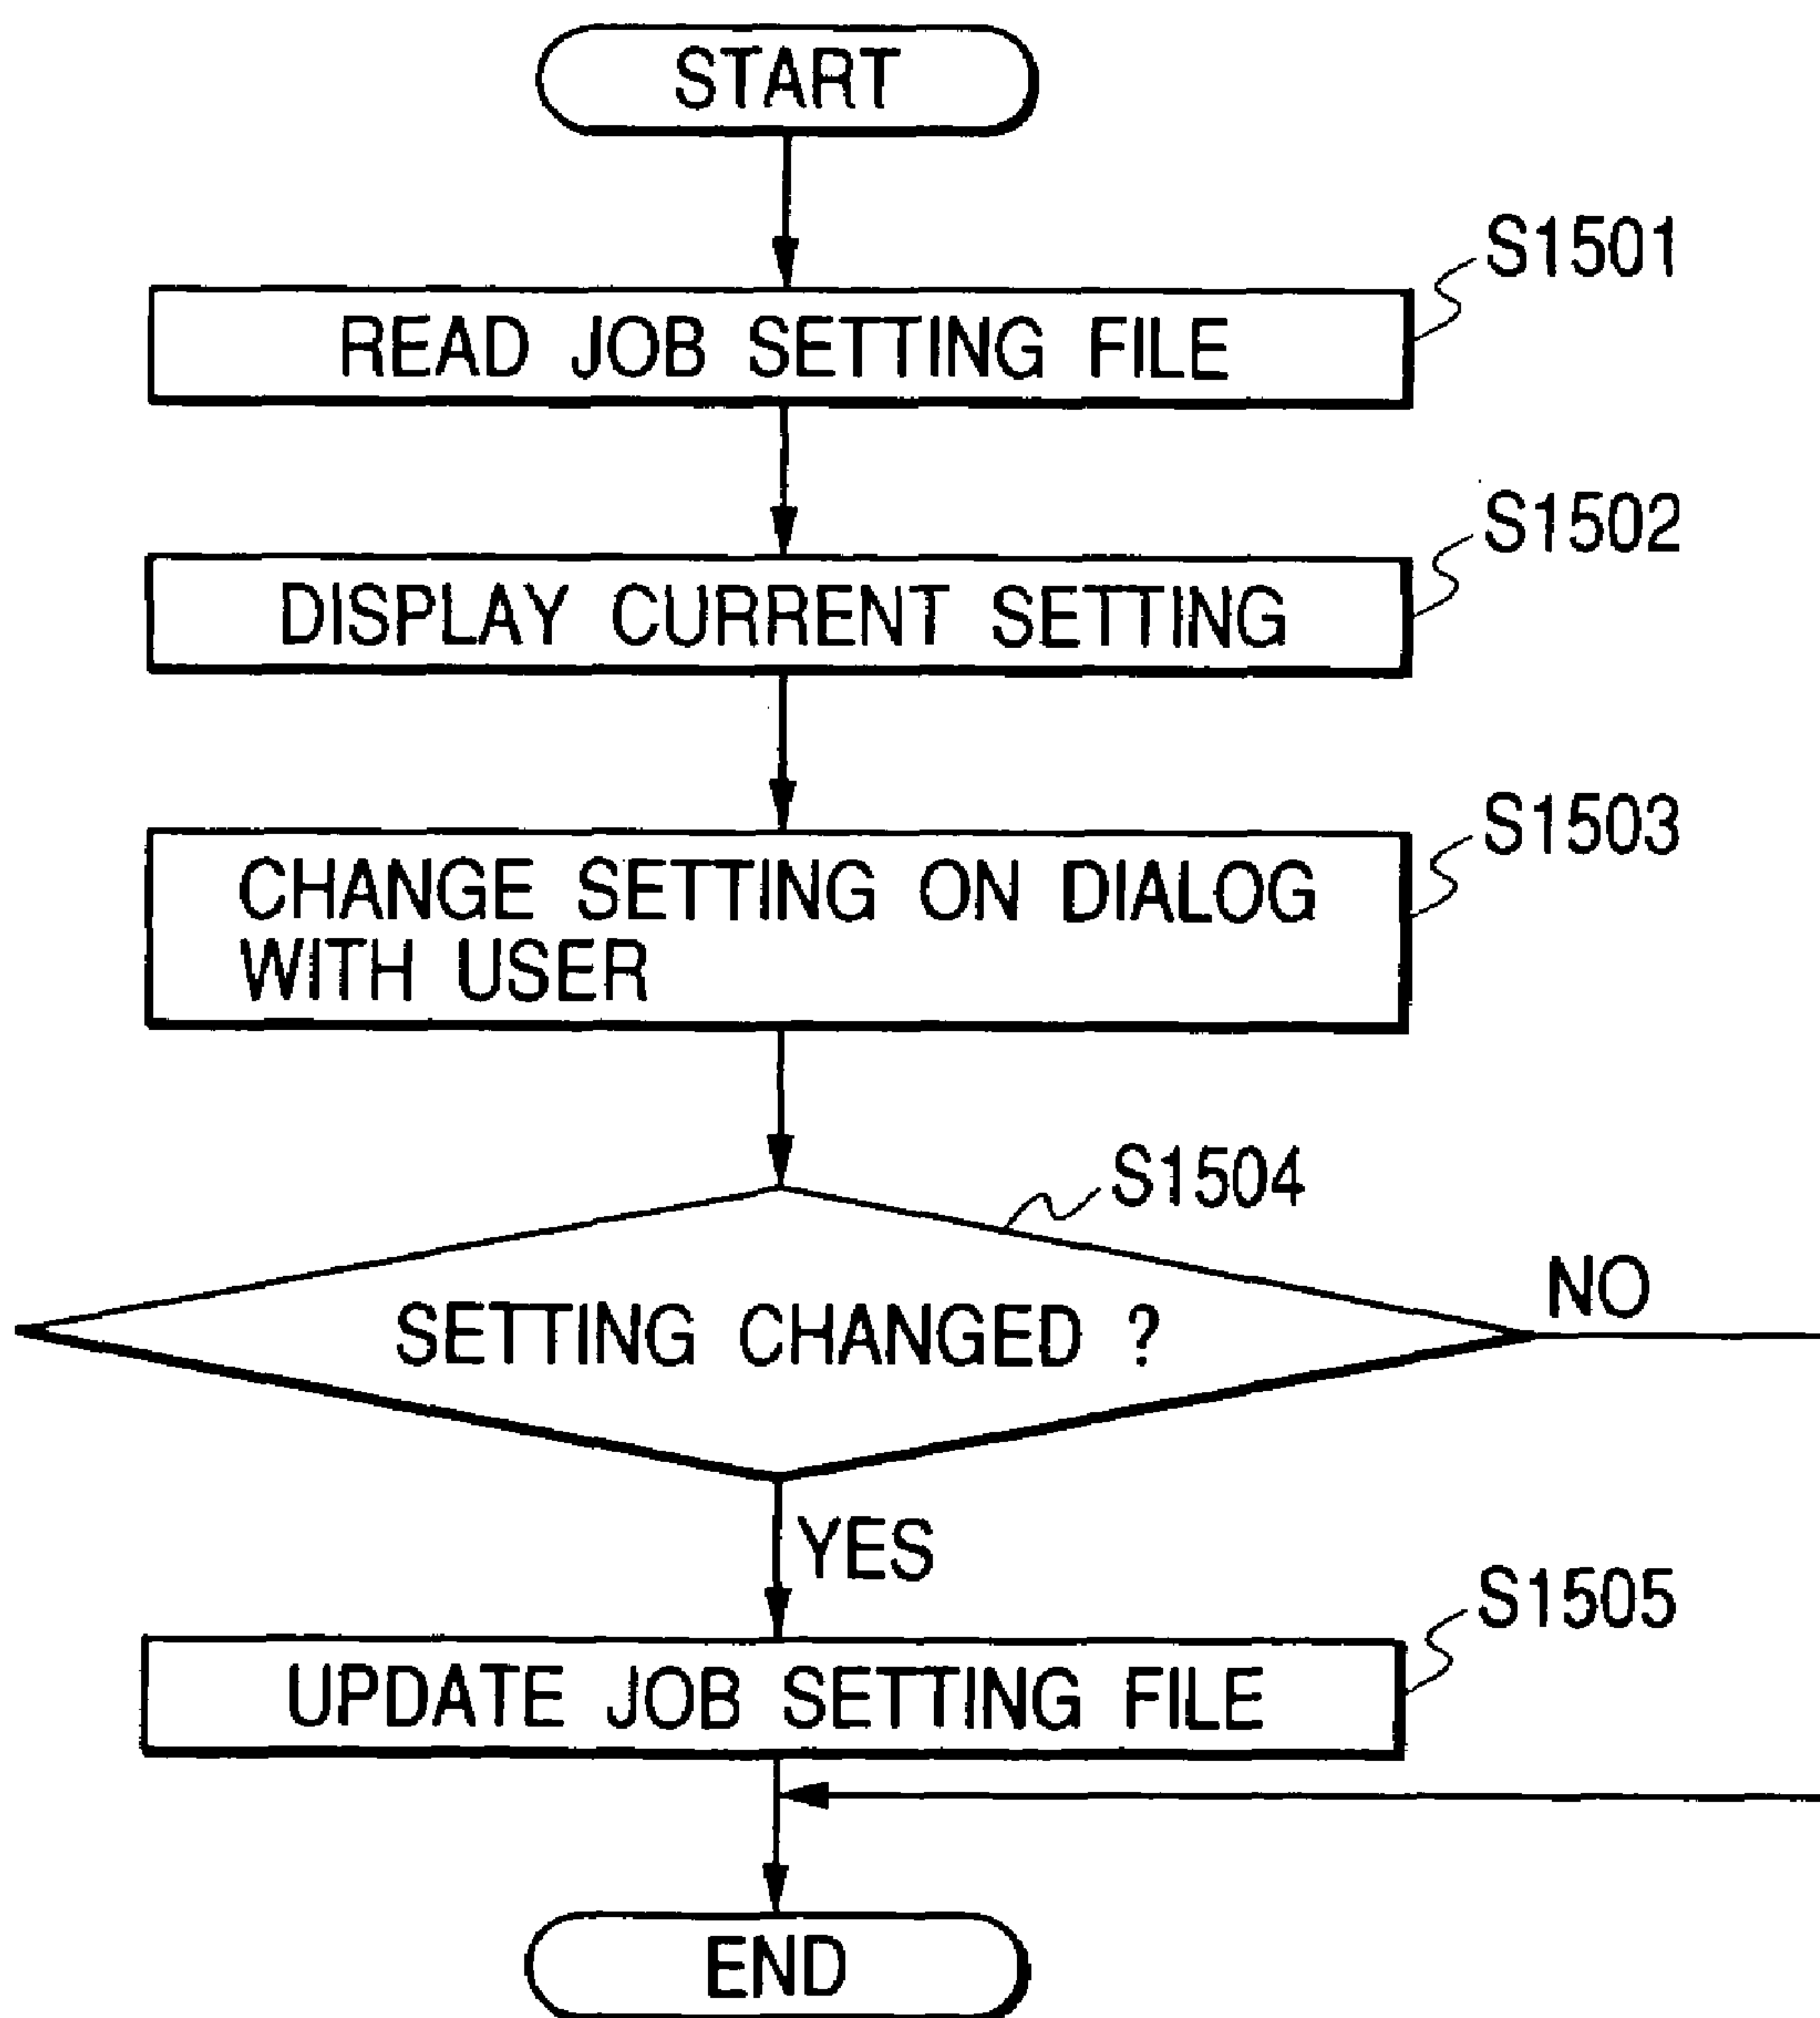 START
S1501
READ JOB SETTING FILE
S1502
DISPLAY CURRENT SETTING
S1503
CHANGE SETTING ON DIALOG
WITH USER
S1504
NO
SETTING CHANGED ?
YES
S1505
UPDATE JOB SETTING FILE
END